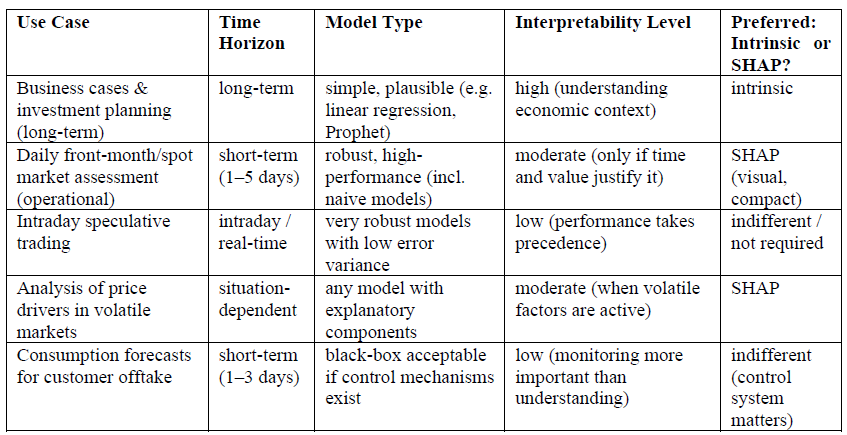 Use Case
Time
Horizon
Model Type
Interpretability Level
Preferred:
Intrinsic or
SHAP?
Business cases &
investment planning
(long-term)
long-term
simple, plausible (e.g.
linear regression,
Prophet)
high (understanding
economic context)
intrinsic
Daily front-month/spot
market assessment
(operational)
short-term
(1–5 days)
robust, high-
performance (incl.
naive models)
moderate (only if time
and value justify it)
SHAP
(visual,
compact)
Intraday speculative
trading
intraday /
real-time
very robust models
with low error
variance
low (performance takes
precedence)
indifferent /
not required
Analysis of price
drivers in volatile
markets
situation-
dependent
any model with
explanatory
components
moderate (when volatile
factors are active)
SHAP
Consumption forecasts
for customer offtake
short-term
(1–3 days)
black-box acceptable
if control mechanisms
exist
low (monitoring more
important than
understanding)
indifferent
(control
system
matters)